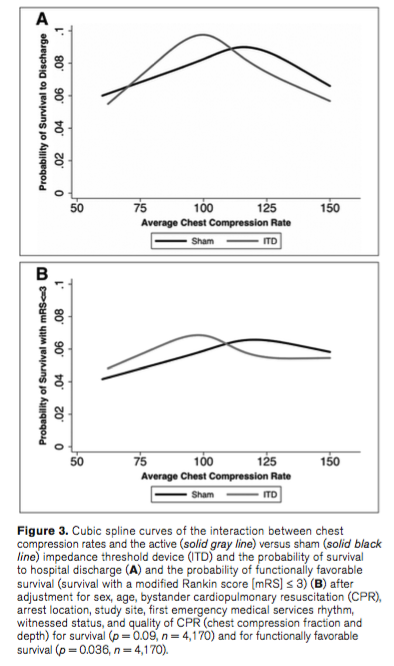 A
Probability of Survival to Discharge
.1
.08
.06
.04
.02
0
50 75 100 125 150
Average Chest Compression Rate
Sham ITD
B
Probability of Survival with mRS<=3
.1
.08
.06
.04
.02
0
50 75 100 125 150
Average Chest Compression Rate
Sham ITD
Figure 3. Cubic spline curves of the interaction between chest
compression rates and the active (solid gray line) versus sham (solid black
line) impedance threshold device (ITD) and the probability of survival
to hospital discharge (A) and the probability of functionally favorable
survival (survival with a modified Rankin score [mRS] ≤ 3) (B) after
adjustment for sex, age, bystander cardiopulmonary resuscitation (CPR),
arrest location, study site, first emergency medical services rhythm,
witnessed status, and quality of CPR (chest compression fraction and
depth) for survival (p = 0.09, n = 4,170) and for functionally favorable
survival (p = 0.036, n = 4,170).